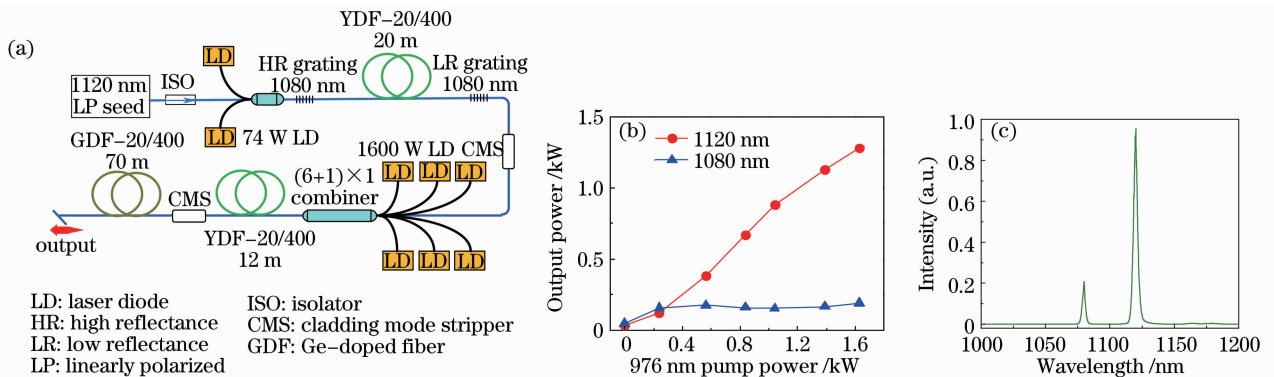 (a)
YDF-20/400
20 m
LD
HR grating
1080 nm
LR grating
1080 nm
1120 nm
LP seed
ISO
LD
74 W LD
GDF-20/400
70 m
1600 W LD
CMS
LD
LD
LD
(6+1)×1
combiner
CMS
output
YDF-20/400
12 m
LD
LD
LD
LD: laser diode
HR: high reflectance
LR: low reflectance
LP: linearly polarized
ISO: isolator
CMS: cladding mode stripper
GDF: Ge-doped fiber
(b)
1120 nm
1080 nm
Output power /kW
1.5
1.0
0.5
0
0
0.4
0.8
1.2
1.6
976 nm pump power /kW
(c)
Intensity (a.u.)
1.0
0.8
0.6
0.4
0.2
0
1000
1050
1100
1150
1200
Wavelength /nm